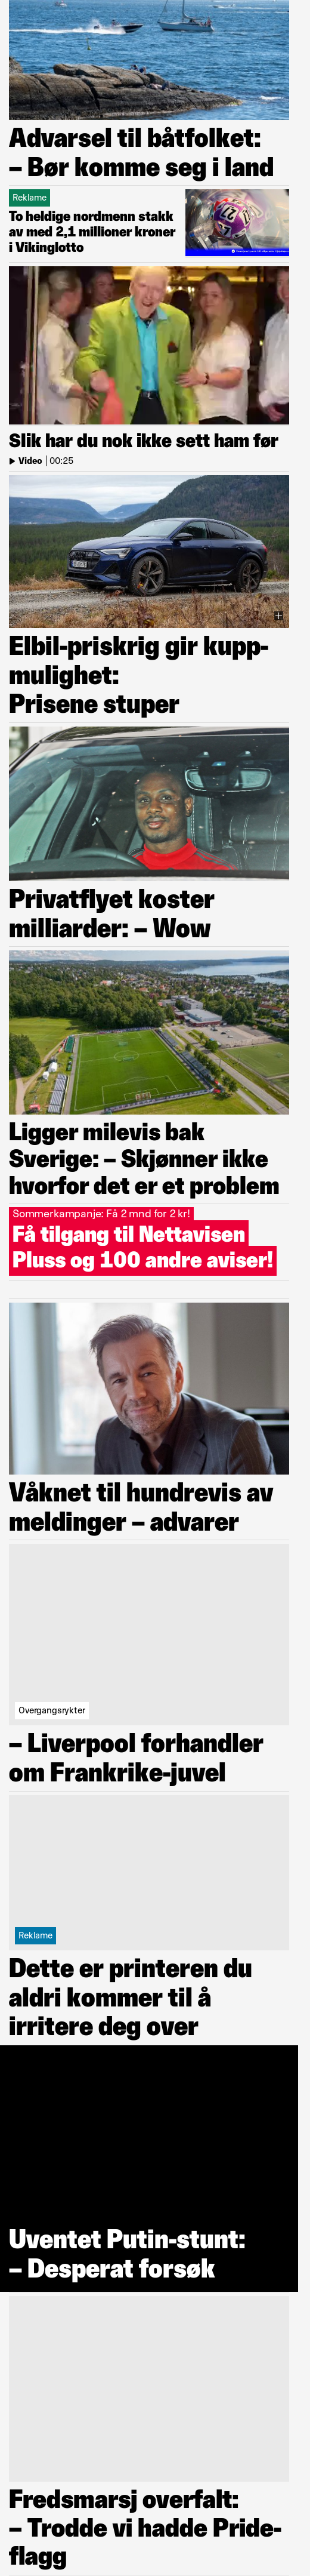 Advarsel til båtfolket:
– Bør komme seg i land
Reklame
To heldige nordmenn stakk
av med 2,1 millioner kroner
i Vikinglotto
27
Slik har du nok ikke sett ham før
Video | 00:25
Elbil-priskrig gir kupp-
mulighet:
Prisene stuper
Privatflyet koster
milliarder: – Wow
Ligger milevis bak
Sverige: – Skjønner ikke
hvorfor det er et problem
Sommerkampanje: Få 2 mnd for 2 kr!
Få tilgang til Nettavisen
Pluss og 100 andre aviser!
Våknet til hundrevis av
meldinger – advarer
Overgangsrykter
– Liverpool forhandler
om Frankrike-juvel
Reklame
Dette er printeren du
aldri kommer til å
irritere deg over
Uventet Putin-stunt:
– Desperat forsøk
Fredsmarsj overfalt:
– Trodde vi hadde Pride-
flagg